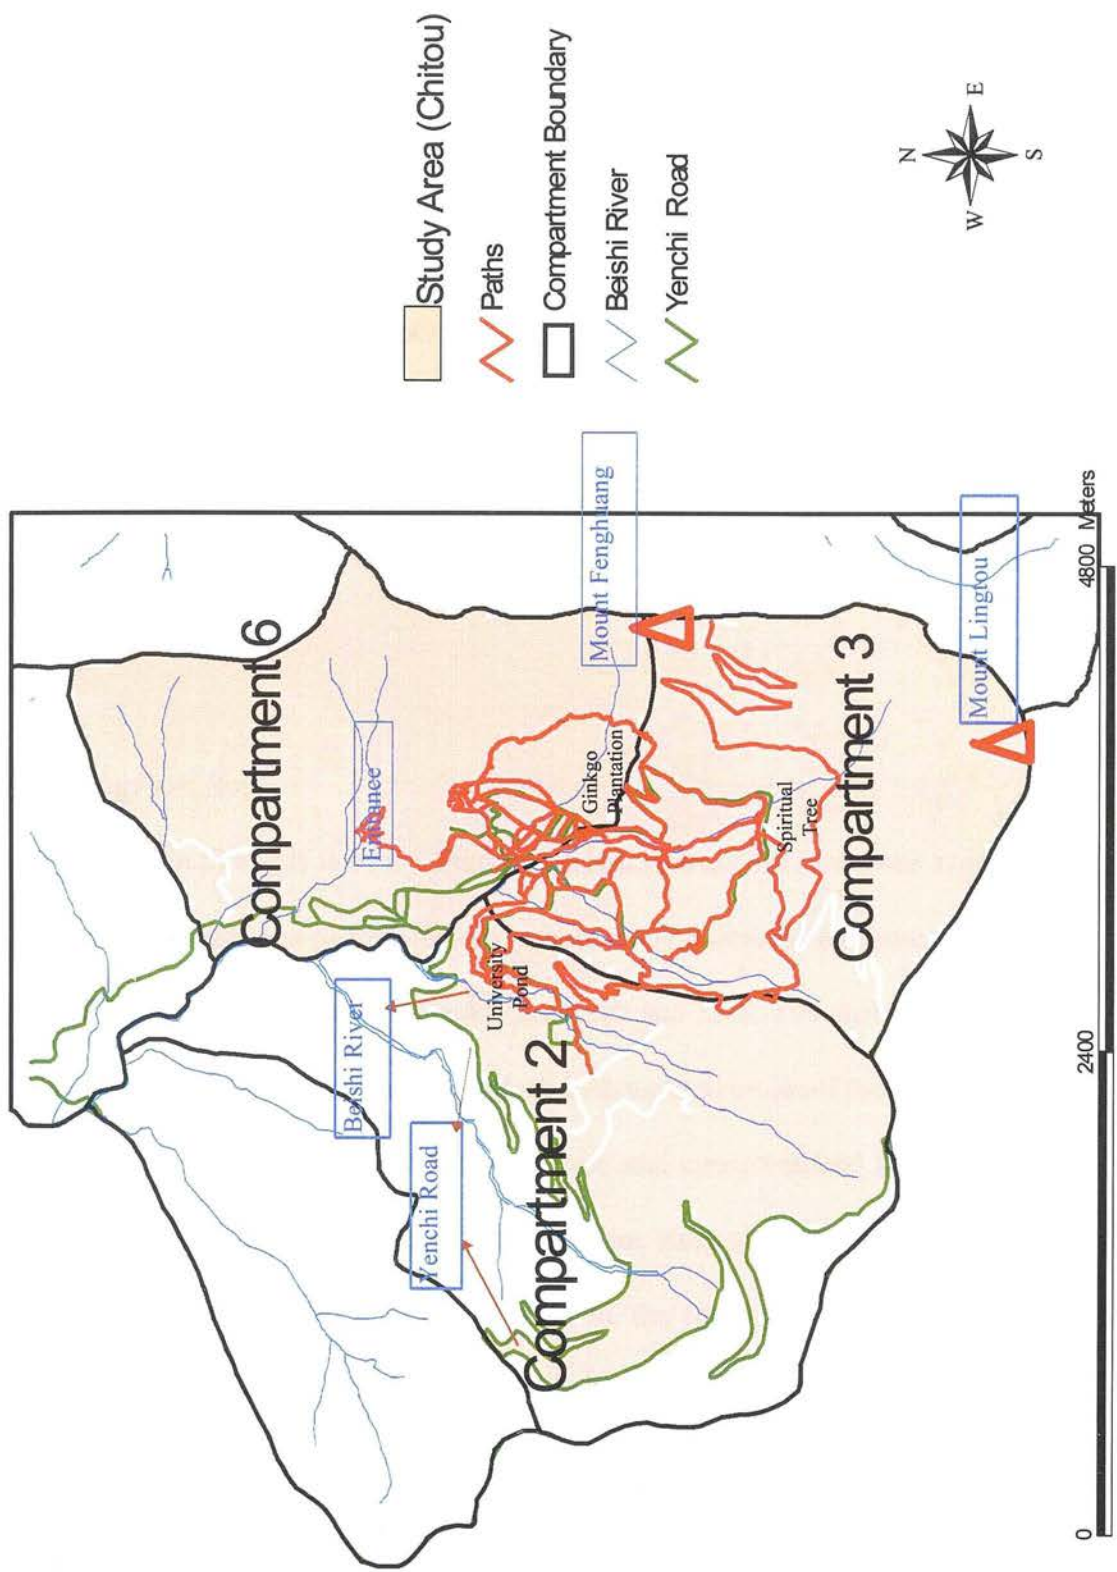 Compartment 6
Entrance
Beishi River
Yenchi Road
University
Pond
Compartment 2
Ginkgo
Plantation
Mount Fenghuang
Spiritual
Tree
Compartment 3
Mount Lingtou
0
2400
4800
Meters
Study Area (Chitou)
Paths
Compartment Boundary
Beishi River
Yenchi Road
N
W
E
S